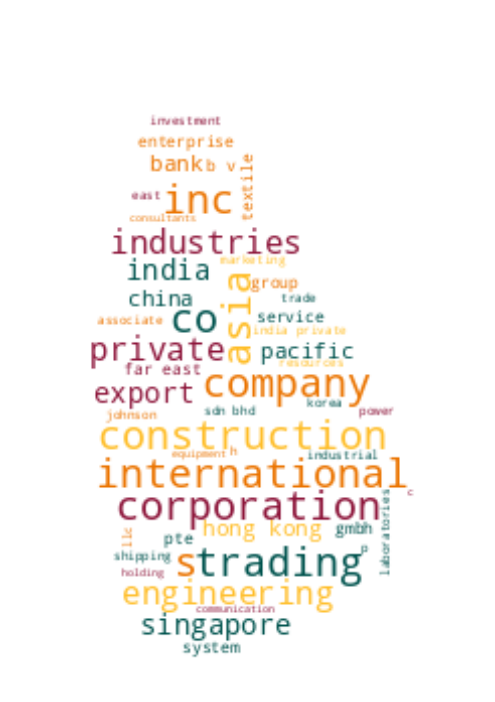 investment
enterprise
bank b v
textile
east inc
consultants
industries
marketing
india
group
asia
china
trade
co service
associate
india private
private pacific
resources
far east
company
export
korea
johnson sdn bhd power
construction
equipment h industrial
international
c
corporation
laboratories
hong kong gmbh
llc pte
p
shipping
s trading
holding
engineering
communication
singapore
system